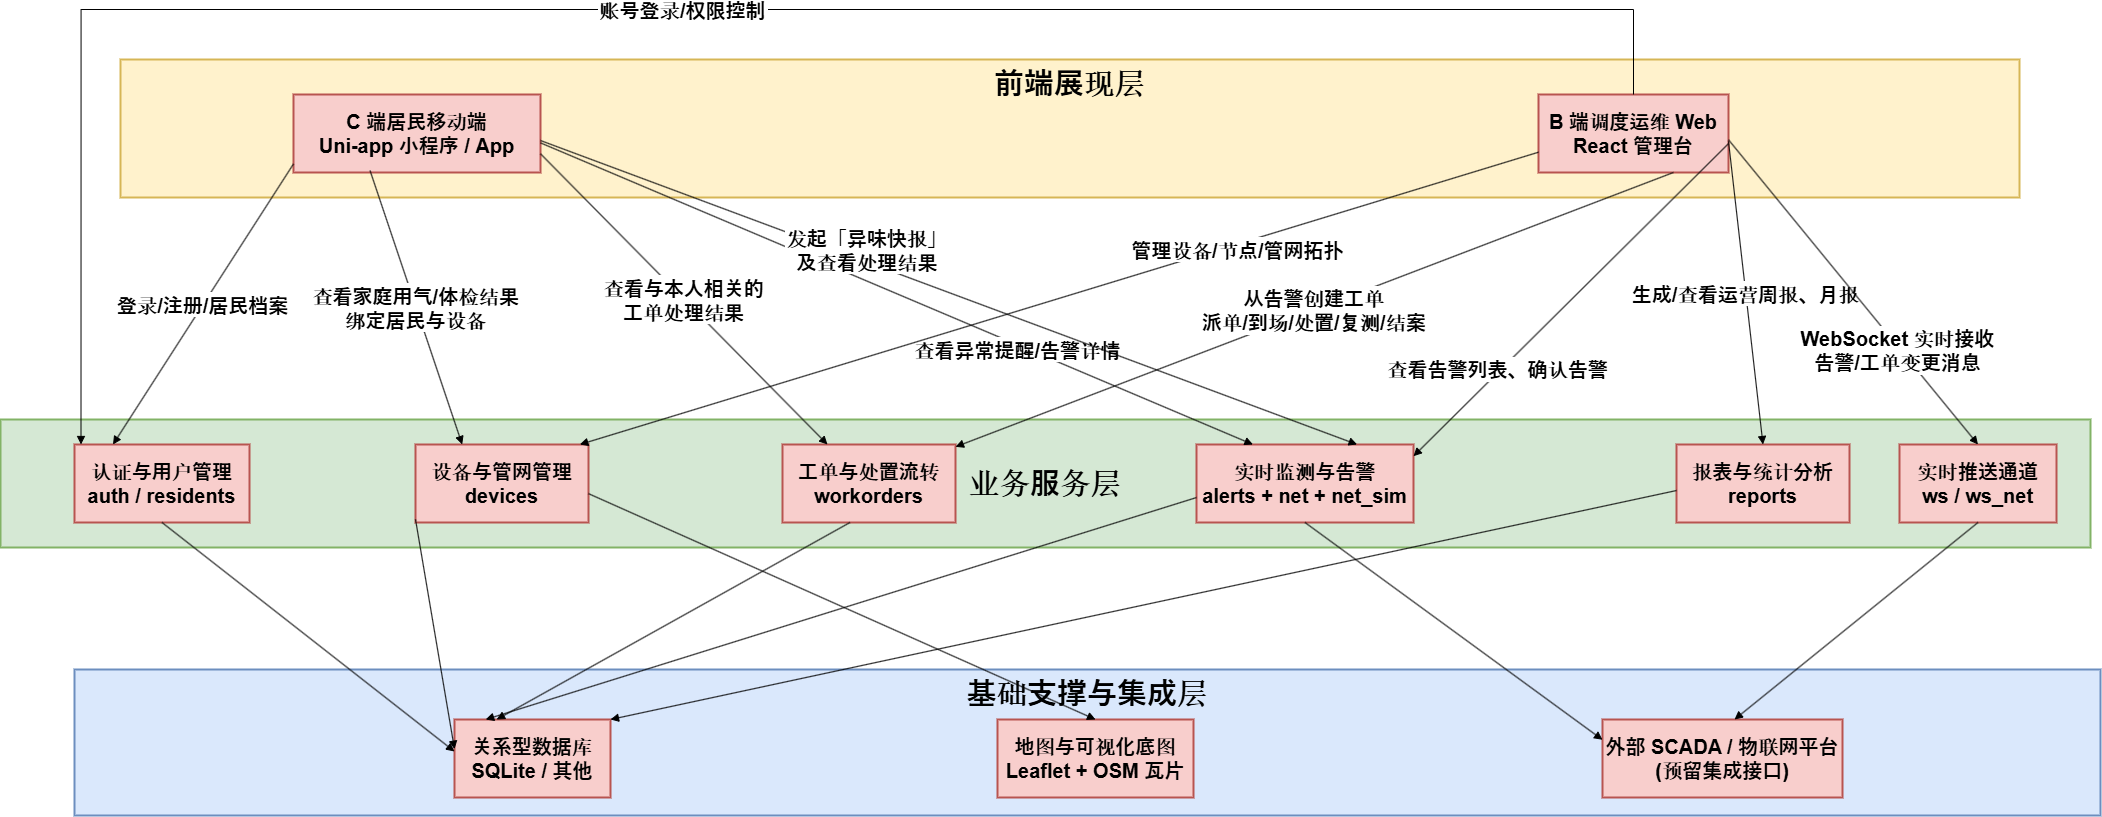 账号登录/权限控制
前端展现层
C 端居民移动端
Uni-app 小程序 / App
B 端调度运维 Web
React 管理台
发起「异味快报」
及查看处理结果
管理设备/节点/管网拓扑
登录/注册/居民档案
查看家庭用气/体检结果
绑定居民与设备
查看与本人相关的
工单处理结果
从告警创建工单
派单/到场/处置/复测/结案
生成/查看运营周报、月报
WebSocket 实时接收
告警/工单变更消息
查看异常提醒/告警详情
查看告警列表、确认告警
认证与用户管理
auth / residents
设备与管网管理
devices
工单与处置流转
workorders
业务服务层
实时监测与告警
alerts + net + net_sim
报表与统计分析
reports
实时推送通道
ws / ws_net
基础支撑与集成层
关系型数据库
SQLite / 其他
地图与可视化底图
Leaflet + OSM 瓦片
外部 SCADA / 物联网平台
(预留集成接口)